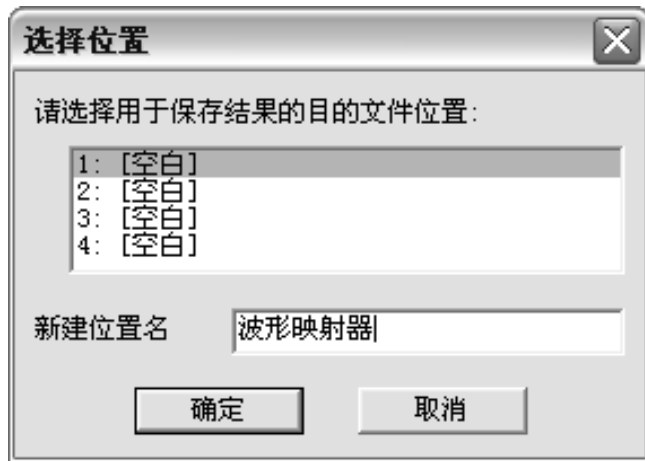 选择位置
请选择用于保存结果的目的文件位置:
1: [空白]
2: [空白]
3: [空白]
4: [空白]
新建位置名 波形映射器
确定 取消